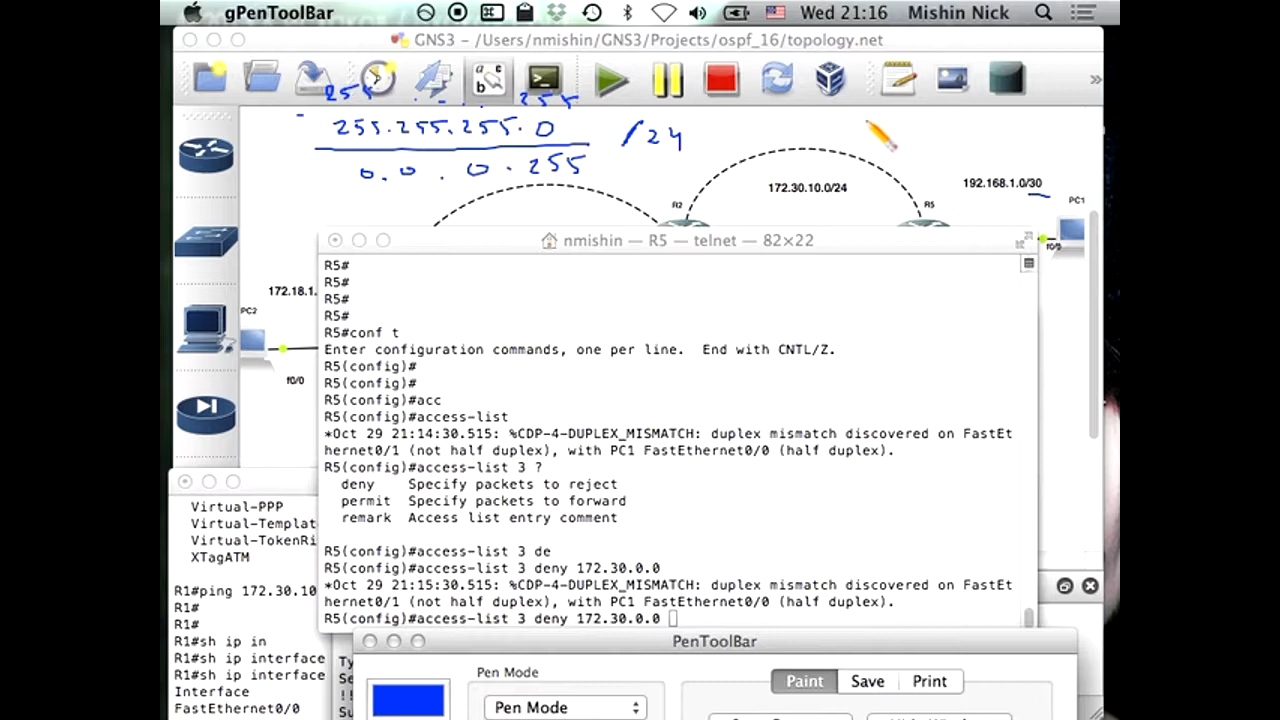 gPenToolBar Wed 21:16 Mishin Nick
GNS3 - /Users/nmishin/GNS3/Projects/ospf_16/topology.net
255 . . . 255
- 255.255.255.0 /24
0.0.0.255
172.30.10.0/24
192.168.1.0/30
R2
R5
PC1
f0/0
172.18.1.
PC2
f0/0
nmishin — R5 — telnet — 82×22
R5#
R5#
R5#
R5#
R5#conf t
Enter configuration commands, one per line.  End with CNTL/Z.
R5(config)#
R5(config)#
R5(config)#acc
R5(config)#access-list
*Oct 29 21:14:30.515: %CDP-4-DUPLEX_MISMATCH: duplex mismatch discovered on FastEt
hernet0/1 (not half duplex), with PC1 FastEthernet0/0 (half duplex).
R5(config)#access-list 3 ?
deny    Specify packets to reject
permit  Specify packets to forward
remark  Access list entry comment
R5(config)#access-list 3 de
R5(config)#access-list 3 deny 172.30.0.0
*Oct 29 21:15:30.515: %CDP-4-DUPLEX_MISMATCH: duplex mismatch discovered on FastEt
hernet0/1 (not half duplex), with PC1 FastEthernet0/0 (half duplex).
R5(config)#access-list 3 deny 172.30.0.0
Virtual-PPP
Virtual-Templat
Virtual-TokenRi
XTagATM
R1#ping 172.30.10
R1#
R1#
R1#sh ip in
R1#sh ip interface
R1#sh ip interface
Interface
FastEthernet0/0
PenToolBar
Pen Mode
Pen Mode
Paint Save Print